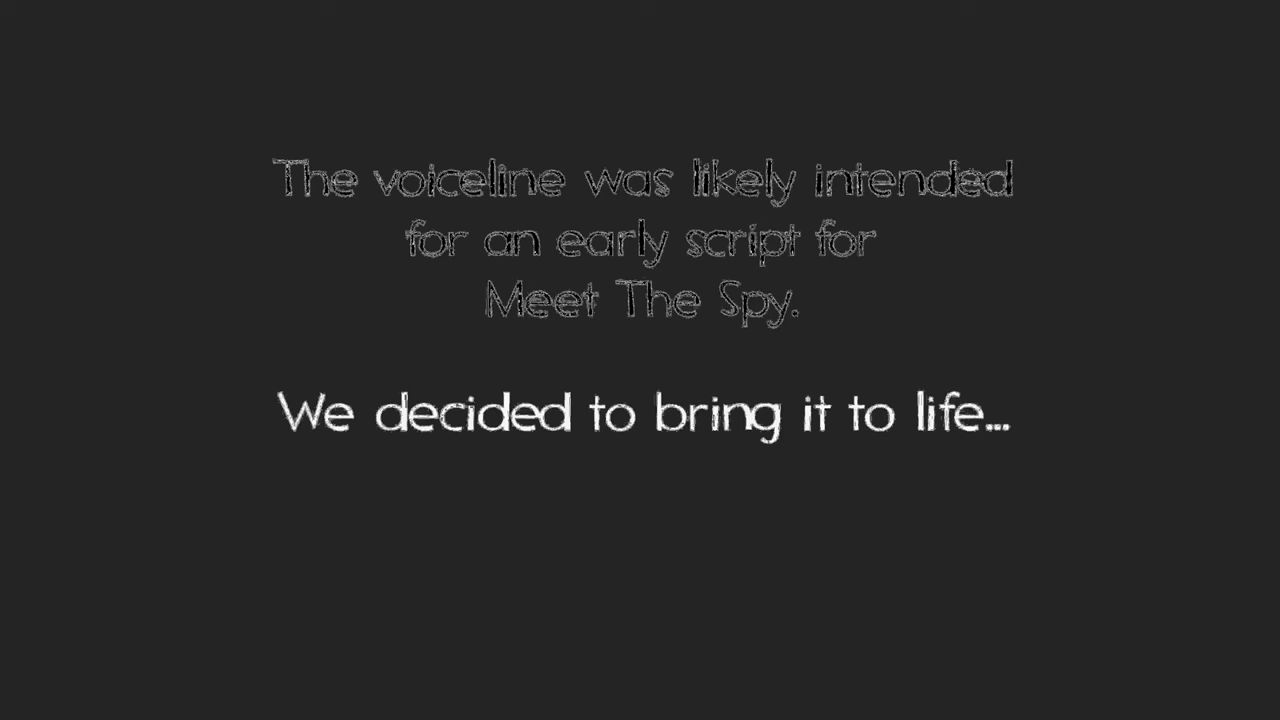 The voiceline was likely intended
for an early script for
Meet The Spy.
We decided to bring it to life...